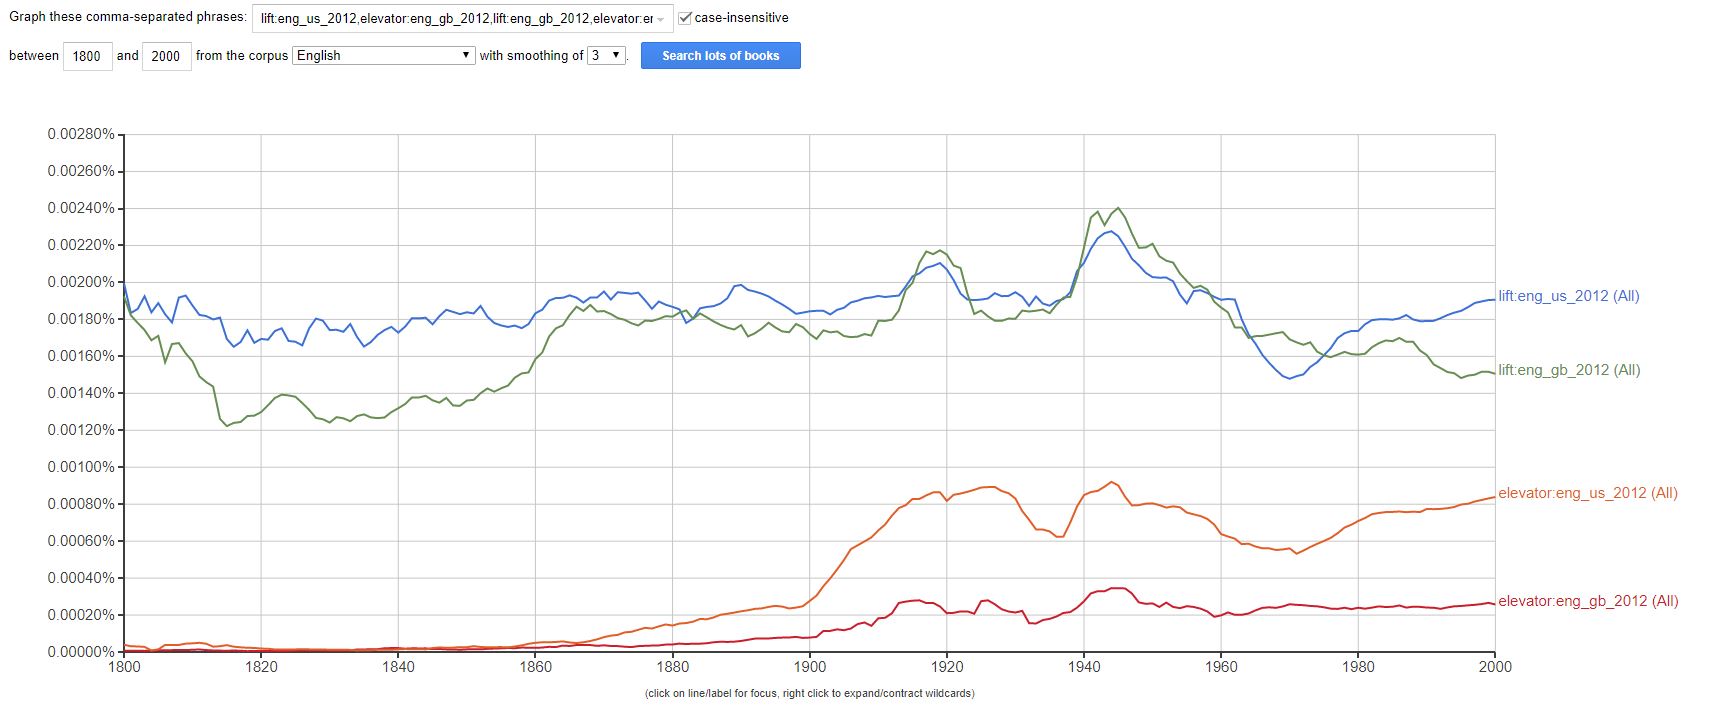 Graph these comma-separated phrases: lift:eng_us_2012,elevator:eng_gb_2012,lift:eng_gb_2012,elevator:er case-insensitive
between 1800 and 2000 from the corpus English with smoothing of 3 . Search lots of books
0.00280%
0.00260%
0.00240%
0.00220%
0.00200%
lift:eng_us_2012 (All)
0.00180%
0.00160%
lift:eng_gb_2012 (All)
0.00140%
0.00120%
0.00100%
elevator:eng_us_2012 (All)
0.00080%
0.00060%
0.00040%
elevator:eng_gb_2012 (All)
0.00020%
0.00000%
1800 1820 1840 1860 1880 1900 1920 1940 1960 1980 2000
(click on line/label for focus, right click to expand/contract wildcards)